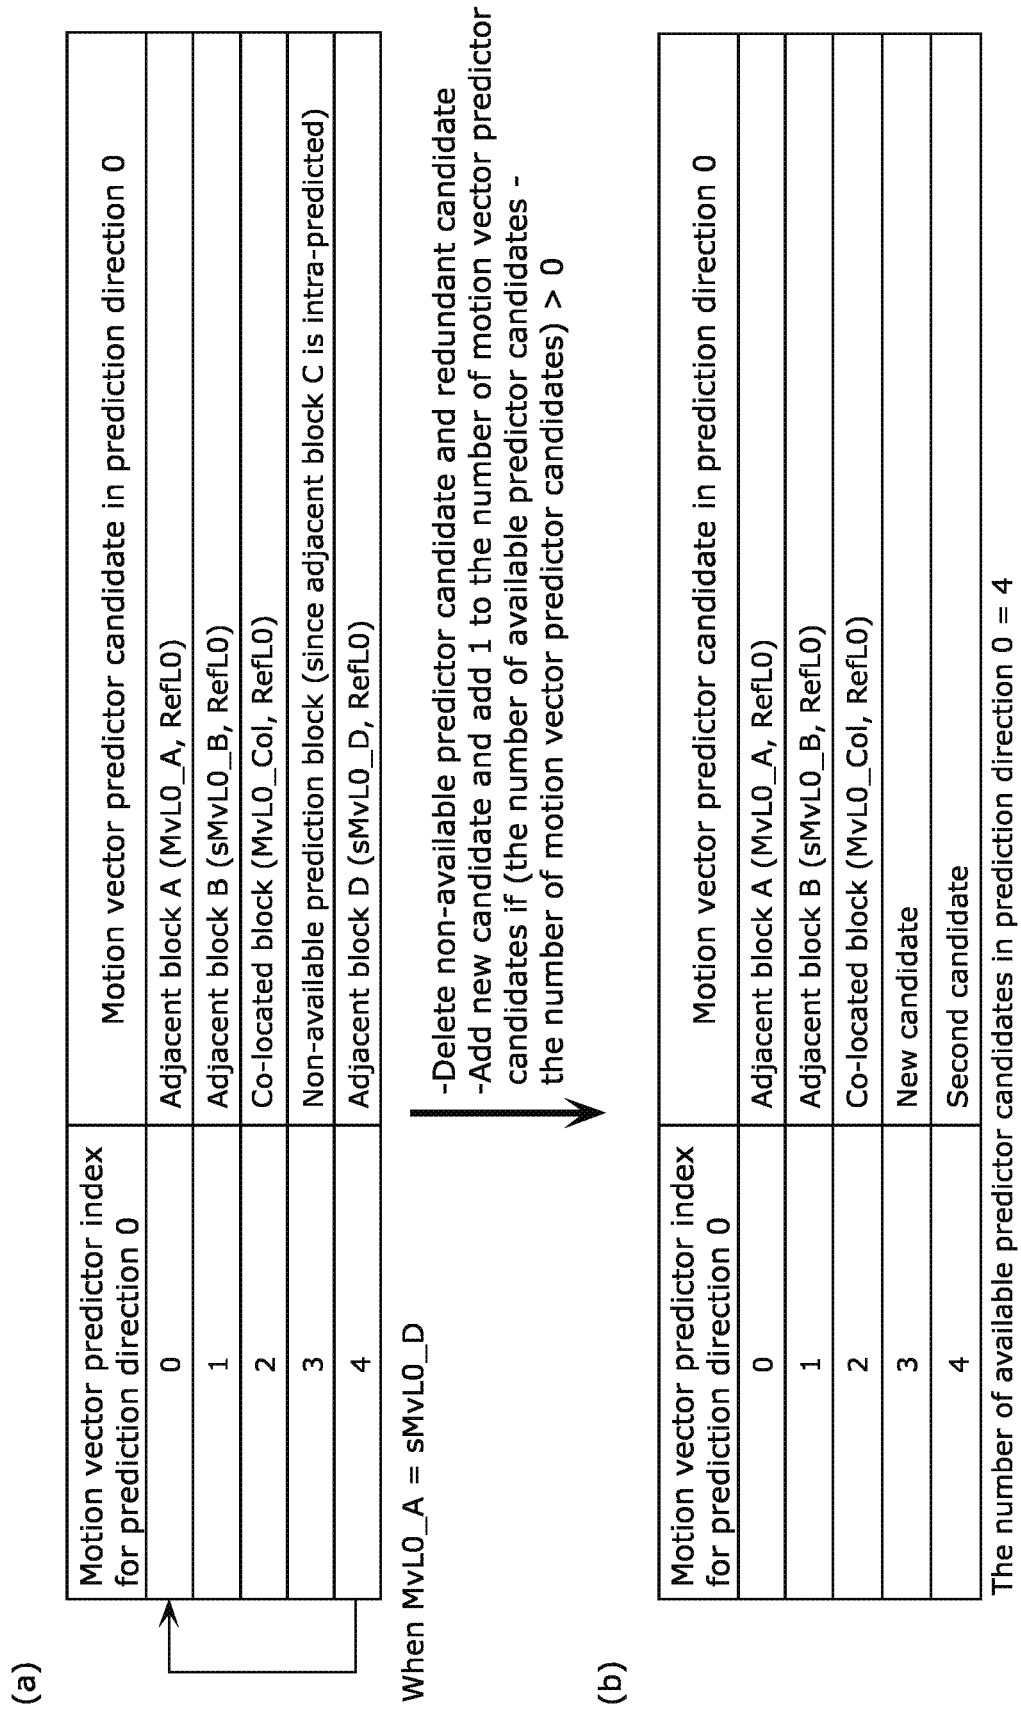 (a)
Motion vector predictor index
for prediction direction 0
Motion vector predictor candidate in prediction direction 0
0
Adjacent block A (MvL0_A, RefL0)
1
Adjacent block B (sMvL0_B, RefL0)
2
Co-located block (MvL0_Col, RefL0)
3
Non-available prediction block (since adjacent block C is intra-predicted)
4
Adjacent block D (sMvL0_D, RefL0)
When MvL0_A = sMvL0_D
-Delete non-available predictor candidate and redundant candidate
-Add new candidate and add 1 to the number of motion vector predictor
candidates if (the number of available predictor candidates -
the number of motion vector predictor candidates) > 0
(b)
Motion vector predictor index
for prediction direction 0
Motion vector predictor candidate in prediction direction 0
0
Adjacent block A (MvL0_A, RefL0)
1
Adjacent block B (sMvL0_B, RefL0)
2
Co-located block (MvL0_Col, RefL0)
3
New candidate
4
Second candidate
The number of available predictor candidates in prediction direction 0 = 4